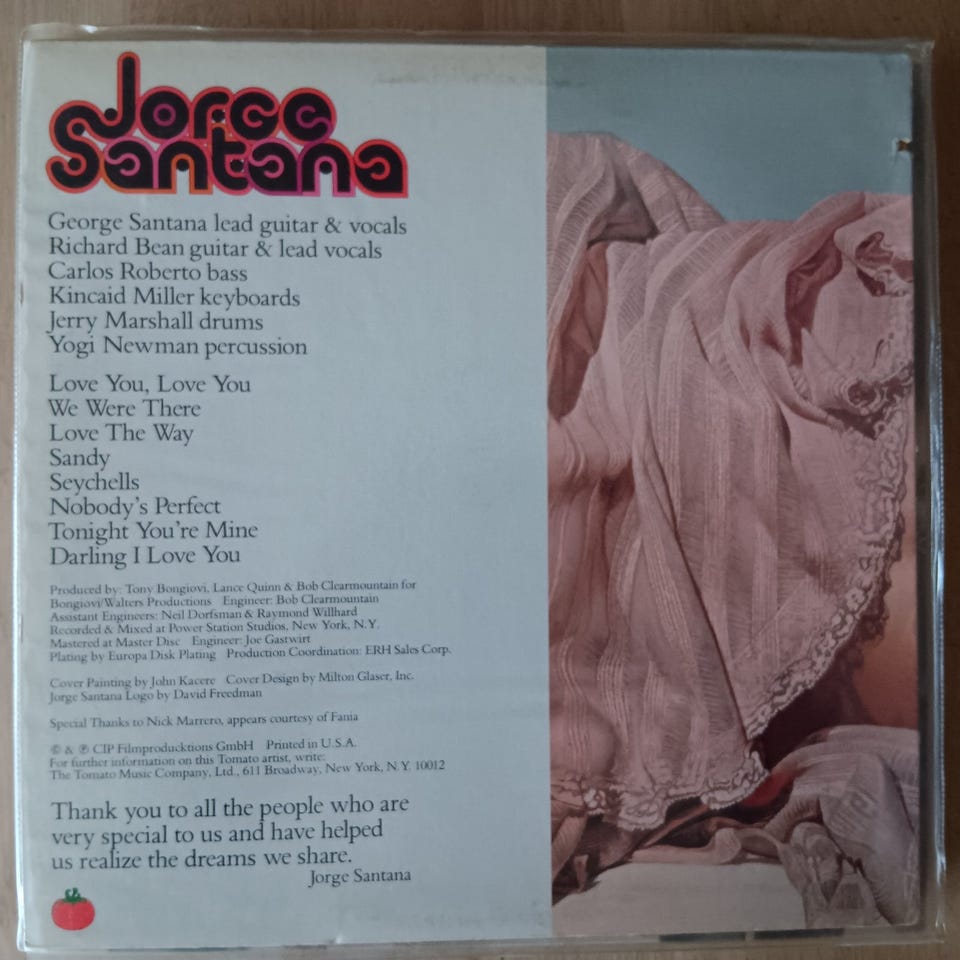 Jorge
Santana
George Santana lead guitar & vocals
Richard Bean guitar & lead vocals
Carlos Roberto bass
Kincaid Miller keyboards
Jerry Marshall drums
Yogi Newman percussion
Love You, Love You
We Were There
Love The Way
Sandy
Seychells
Nobody's Perfect
Tonight You're Mine
Darling I Love You
Produced by: Tony Bongiovi, Lance Quinn & Bob Clearmountain for
Bongiovi/Walters Productions Engineer: Bob Clearmountain
Assistant Engineers: Neil Dorfsman & Raymond Willhard
Recorded & Mixed at Power Station Studios, New York, N.Y.
Mastered at Master Disc Engineer: Joe Gastwirt
Plating by Europa Disk Plating Production Coordination: ERH Sales Corp.
Cover Painting by John Kacere Cover Design by Milton Glaser, Inc.
Jorge Santana Logo by David Freedman
Special Thanks to Nick Marrero, appears courtesy of Fania
© & ℗ CIP Filmproducktions GmbH Printed in U.S.A.
For further information on this Tomato artist, write:
The Tomato Music Company, Ltd., 611 Broadway, New York, N.Y. 10012
Thank you to all the people who are
very special to us and have helped
us realize the dreams we share.
Jorge Santana